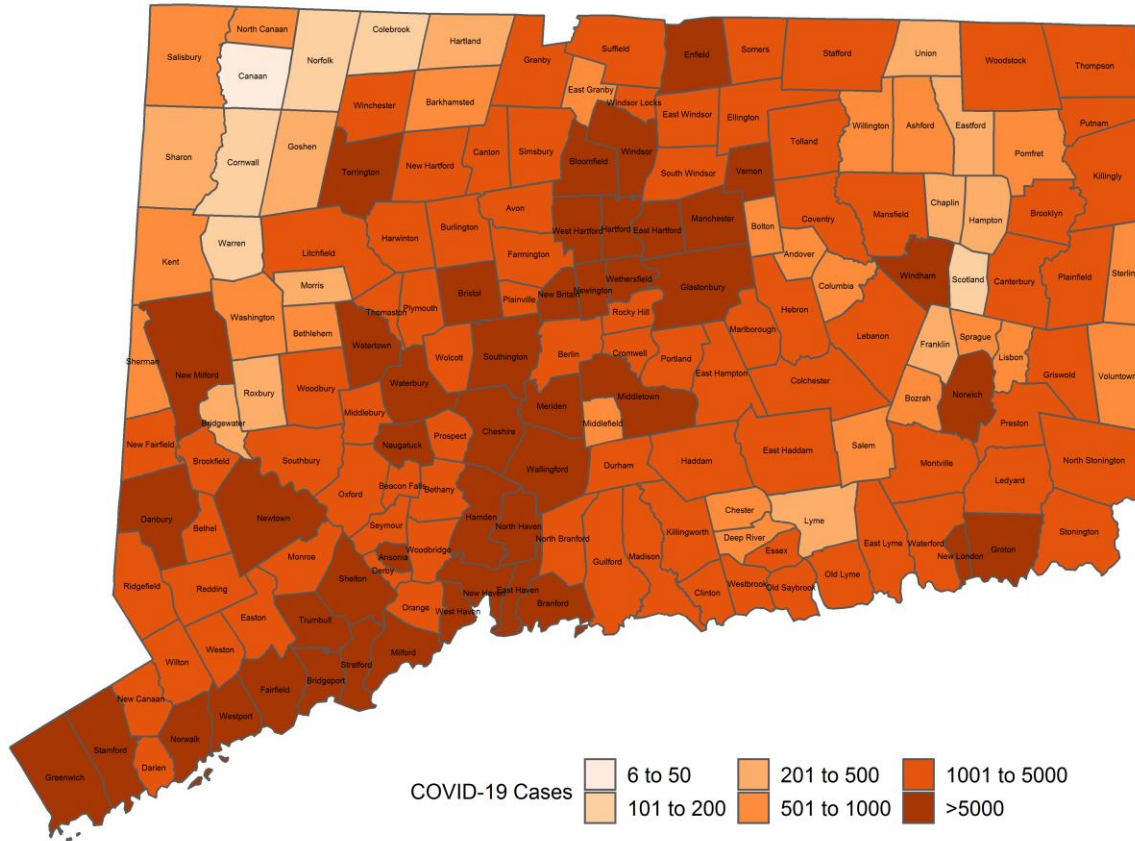 North Canaan
Colebrook
Hartland
Suffield
Enfield
Somers
Stafford
Union
Woodstock
Thompson
Salisbury
Norfolk
Canaan
Granby
East Granby
Windsor Locks
Winchester
Barkhamsted
East Windsor
Ellington
Willington
Ashford
Eastford
Putnam
Pomfret
Sharon
Cornwall
Goshen
Torrington
New Hartford
Canton
Simsbury
Bloomfield
Windsor
South Windsor
Vernon
Tolland
Killingly
Avon
Mansfield
Chaplin
Hampton
Brooklyn
Kent
Warren
Litchfield
Harwinton
Burlington
Farmington
West Hartford
Hartford
East Hartford
Manchester
Bolton
Coventry
Andover
Windham
Scotland
Canterbury
Plainfield
Sterlin
Morris
Washington
Bethlehem
Thomaston
Plymouth
Bristol
Plainville
New Britain
Newington
Wethersfield
Glastonbury
Columbia
Hebron
Rocky Hill
Marlborough
Lebanon
Franklin
Sprague
Lisbon
Sherman
New Milford
Roxbury
Woodbury
Watertown
Wolcott
Southington
Berlin
Cromwell
Portland
East Hampton
Colchester
Bozrah
Norwich
Griswold
Voluntown
Waterbury
Middlebury
Bridgewater
Meriden
Middlefield
Middletown
Preston
New Fairfield
Brookfield
Southbury
Naugatuck
Prospect
Cheshire
Wallingford
Durham
Haddam
East Haddam
Salem
Montville
North Stonington
Ledyard
Oxford
Beacon Falls
Bethany
Danbury
Bethel
Newtown
Seymour
Woodbridge
Hamden
North Haven
North Branford
Guilford
Madison
Killingworth
Chester
Deep River
Essex
Lyme
East Lyme
Waterford
New London
Groton
Stonington
Monroe
Ansonia
Derby
Shelton
Ridgefield
Redding
Orange
West Haven
New Haven
East Haven
Branford
Clinton
Westbrook
Old Saybrook
Old Lyme
Easton
Trumbull
Weston
Wilton
Milford
Stratford
Bridgeport
Fairfield
New Canaan
Westport
Norwalk
Stamford
Darien
Greenwich
COVID-19 Cases
6 to 50
201 to 500
1001 to 5000
101 to 200
501 to 1000
>5000